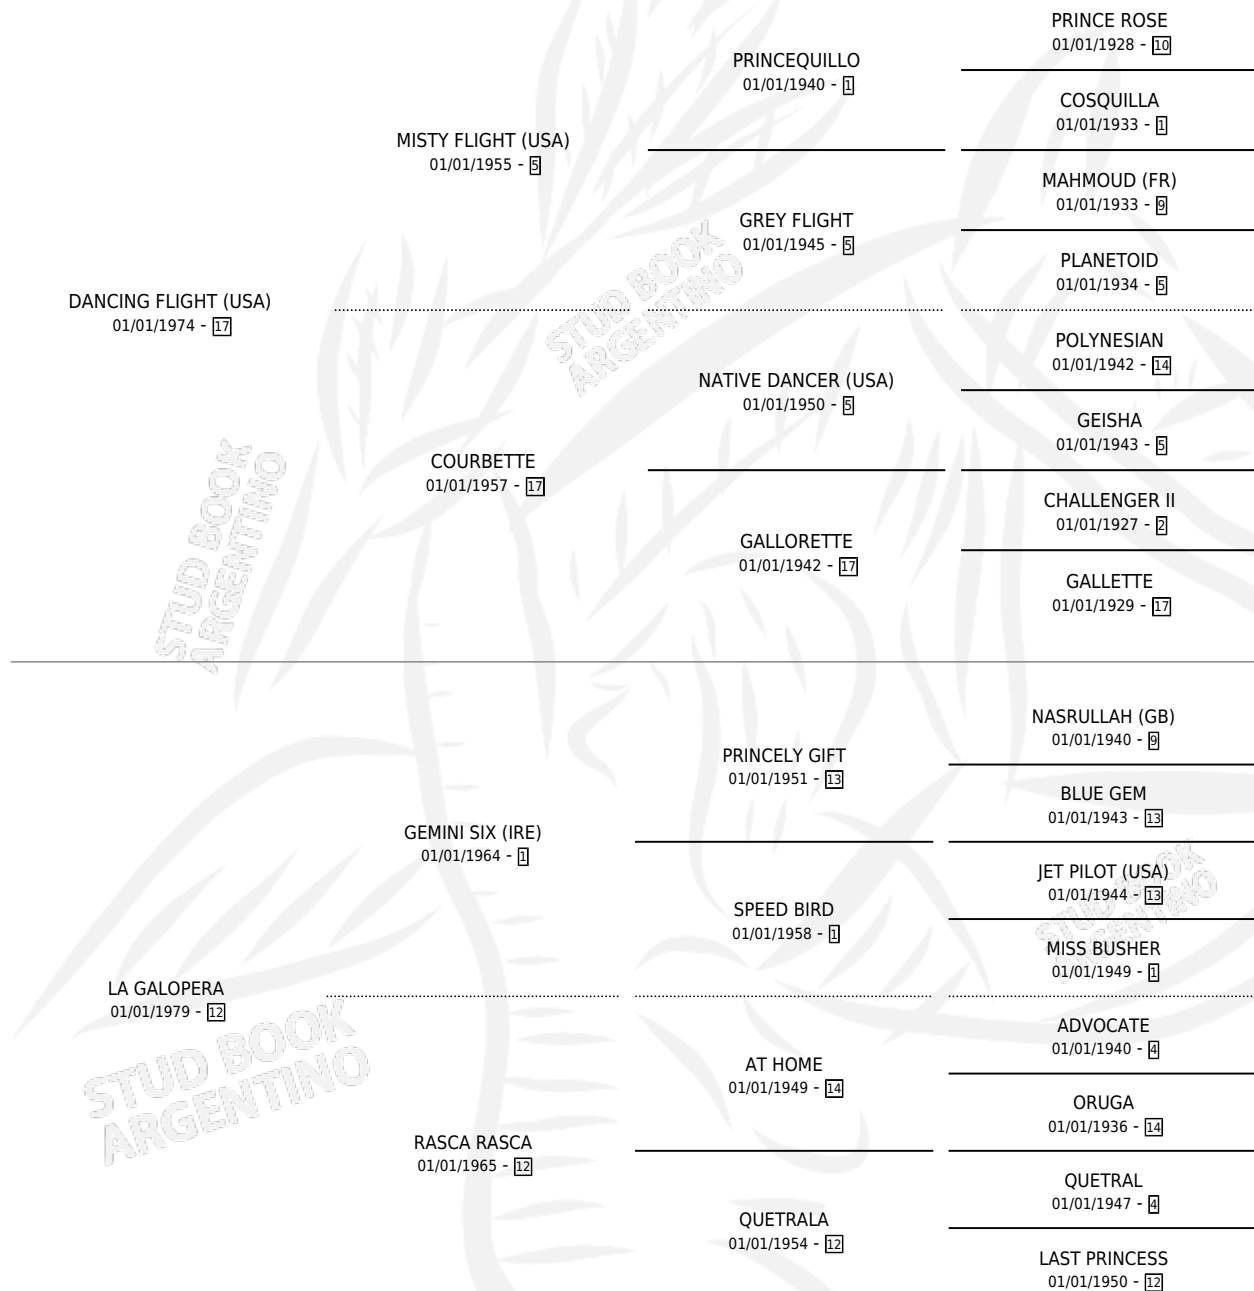 DANCING FLIGHT (USA)
01/01/1974 - 17
MISTY FLIGHT (USA)
01/01/1955 - 5
COURBETTE
01/01/1957 - 17
PRINCEQUILLO
01/01/1940 - 1
GREY FLIGHT
01/01/1945 - 5
NATIVE DANCER (USA)
01/01/1950 - 5
GALLORETTE
01/01/1942 - 17
PRINCE ROSE
01/01/1928 - 10
COSQUILLA
01/01/1933 - 1
MAHMOUD (FR)
01/01/1933 - 9
PLANETOID
01/01/1934 - 5
POLYNESIAN
01/01/1942 - 14
GEISHA
01/01/1943 - 5
CHALLENGER II
01/01/1927 - 2
GALLETTE
01/01/1929 - 17
LA GALOPERA
01/01/1979 - 12
GEMINI SIX (IRE)
01/01/1964 - 1
RASCA RASCA
01/01/1965 - 12
PRINCELY GIFT
01/01/1951 - 13
SPEED BIRD
01/01/1958 - 1
AT HOME
01/01/1949 - 14
QUETRALA
01/01/1954 - 12
NASRULLAH (GB)
01/01/1940 - 9
BLUE GEM
01/01/1943 - 13
JET PILOT (USA)
01/01/1944 - 13
MISS BUSHER
01/01/1949 - 1
ADVOCATE
01/01/1940 - 4
ORUGA
01/01/1936 - 14
QUETRAL
01/01/1947 - 4
LAST PRINCESS
01/01/1950 - 12
STUD BOOK
ARGENTINO
STUD BOOK
ARGENTINO
STUD BOOK
ARGENTINO
STUD BOOK
ARGENTINO